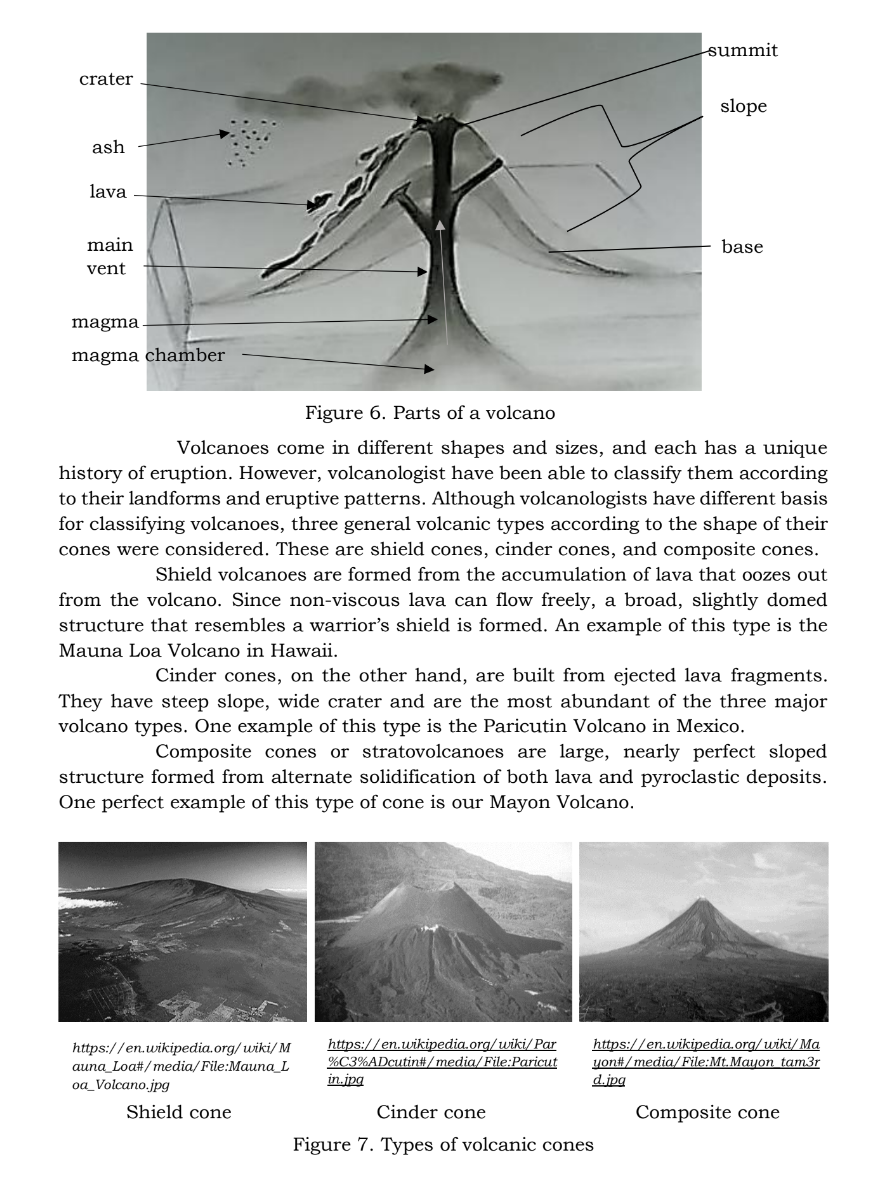 summit
crater
slope
ash
lava
main
vent
base
magma
magma chamber
Figure 6. Parts of a volcano
Volcanoes come in different shapes and sizes, and each has a unique
history of eruption. However, volcanologist have been able to classify them according
to their landforms and eruptive patterns. Although volcanologists have different basis
for classifying volcanoes, three general volcanic types according to the shape of their
cones were considered. These are shield cones, cinder cones, and composite cones.
Shield volcanoes are formed from the accumulation of lava that oozes out
from the volcano. Since non-viscous lava can flow freely, a broad, slightly domed
structure that resembles a warrior’s shield is formed. An example of this type is the
Mauna Loa Volcano in Hawaii.
Cinder cones, on the other hand, are built from ejected lava fragments.
They have steep slope, wide crater and are the most abundant of the three major
volcano types. One example of this type is the Paricutin Volcano in Mexico.
Composite cones or stratovolcanoes are large, nearly perfect sloped
structure formed from alternate solidification of both lava and pyroclastic deposits.
One perfect example of this type of cone is our Mayon Volcano.
https://en.wikipedia.org/wiki/M
auna_Loa#/media/File:Mauna_L
oa_Volcano.jpg
https://en.wikipedia.org/wiki/Par
%C3%ADcutin#/media/File:Paricut
in.jpg
https://en.wikipedia.org/wiki/Ma
yon#/media/File:Mt.Mayon_tam3r
d.jpg
Shield cone
Cinder cone
Composite cone
Figure 7. Types of volcanic cones